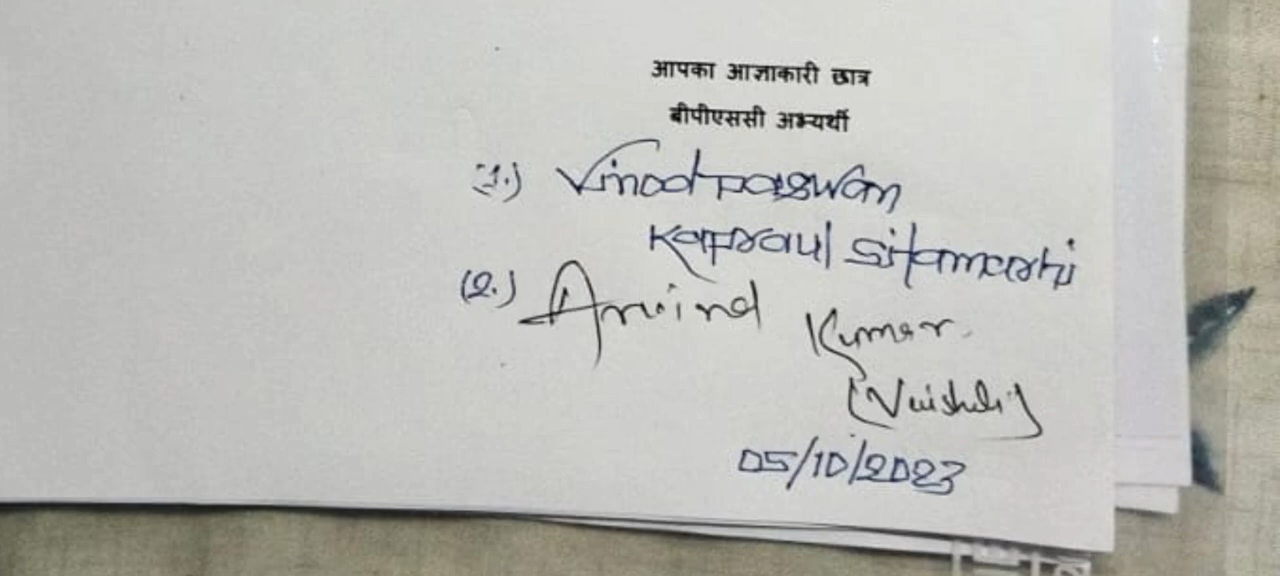 आपका आज्ञाकारी छात्र
बीपीएससी अभ्यर्थी
(1.) Vinod paswan
Kapraul sitamarhi
(2.) Arvind Kumar.
(Vaishali)
05/10/2023